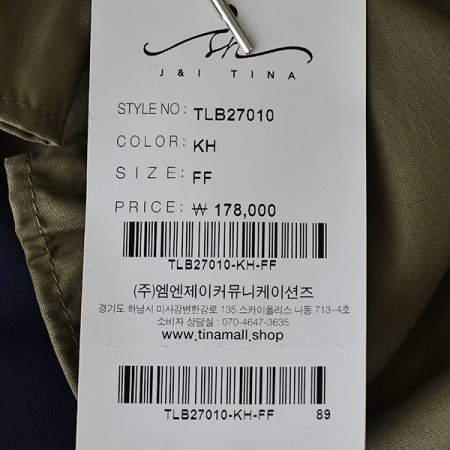 J & I TINA
STYLE NO: TLB27010
COLOR: KH
SIZE: FF
PRICE: ₩ 178,000
TLB27010-KH-FF
(주)엠엔제이커뮤니케이션즈
경기도 하남시 미사강변한강로 135 스카이폴리스 나동 713-4호
소비자 상담실 : 070-4647-3635
www.tinamall.shop
TLB27010-KH-FF 89